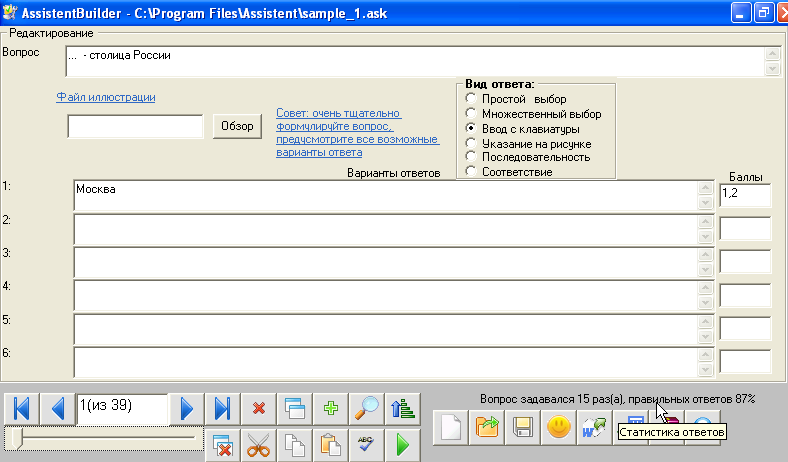 AssistentBuilder - C:\Program Files\Assistent\sample_1.ask
Редактирование
Вопрос
... - столица России
Файл иллюстрации
Обзор
Совет: очень тщательно
формулируйте вопрос,
предусмотрите все возможные
варианты ответа
Вид ответа:
Простой выбор
Множественный выбор
Ввод с клавиатуры
Указание на рисунке
Последовательность
Соответствие
Варианты ответов
Баллы
1:
Москва
1,2
2:
3:
4:
5:
6:
1(из 39)
Вопрос задавался 15 раз(а), правильных ответов 87%
Статистика ответов